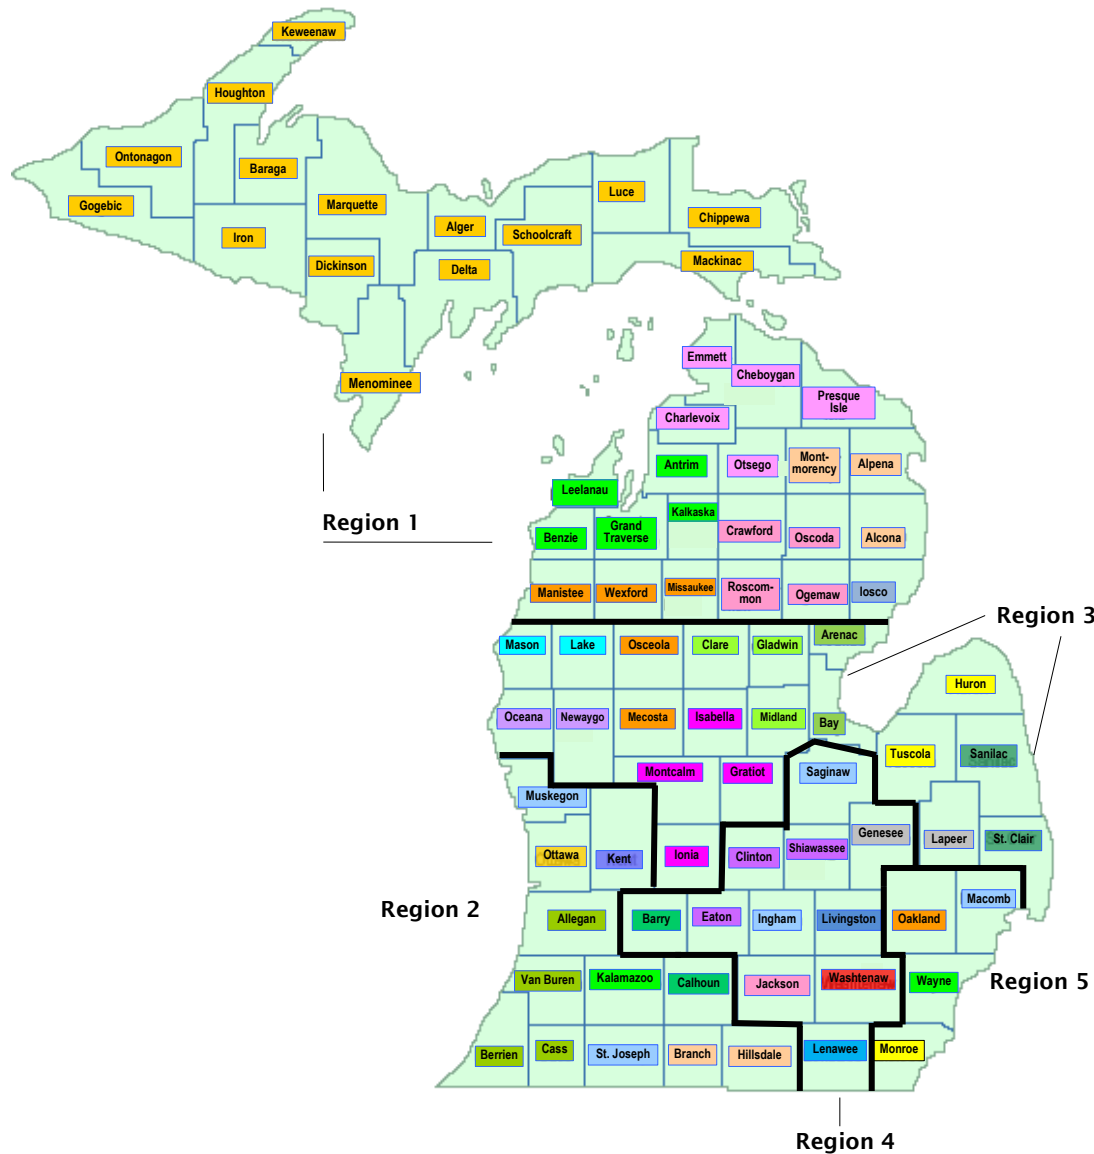 Keweenaw
Houghton
Ontonagon
Baraga
Gogebic
Marquette
Luce
Iron
Alger
Schoolcraft
Chippewa
Dickinson
Delta
Mackinac
Menominee
Emmett
Cheboygan
Presque
Isle
Charlevoix
Antrim
Otsego
Mont-
morency
Alpena
Leelanau
Region 1
Kalkaska
Benzie
Grand
Traverse
Crawford
Oscoda
Alcona
Manistee
Wexford
Missaukee
Roscom-
mon
Ogemaw
Iosco
Region 3
Mason
Lake
Osceola
Clare
Gladwin
Arenac
Huron
Oceana
Newaygo
Mecosta
Isabella
Midland
Bay
Tuscola
Sanilac
Muskegon
Montcalm
Gratiot
Saginaw
Ottawa
Kent
Ionia
Clinton
Shiawassee
Genesee
Lapeer
St. Clair
Region 2
Allegan
Barry
Eaton
Ingham
Livingston
Oakland
Macomb
Van Buren
Kalamazoo
Calhoun
Jackson
Washtenaw
Wayne
Region 5
Berrien
Cass
St. Joseph
Branch
Hillsdale
Lenawee
Monroe
Region 4